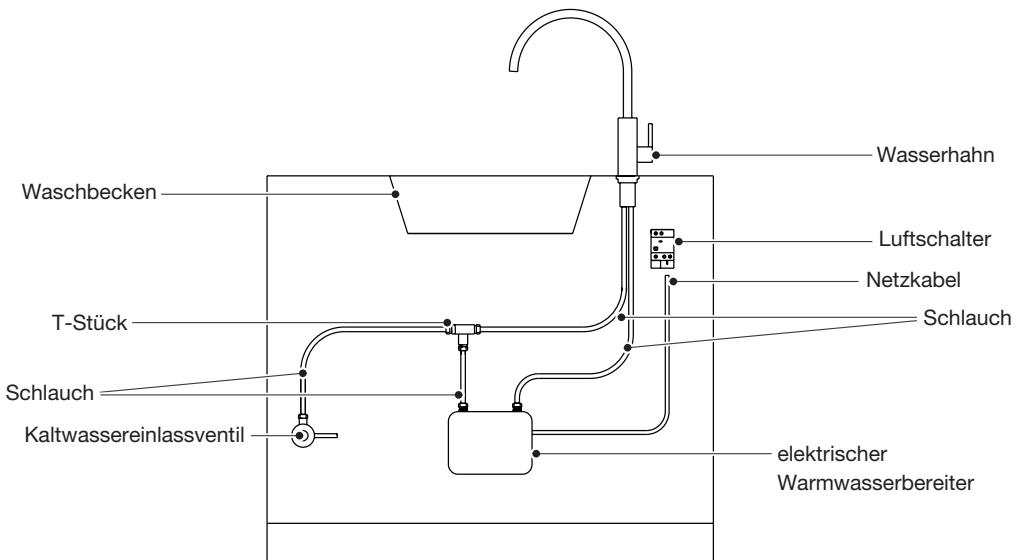 Wasserhahn
Waschbecken
Luftschalter
Netzkabel
T-Stück
Schlauch
Schlauch
Kaltwassereinlassventil
elektrischer
Warmwasserbereiter